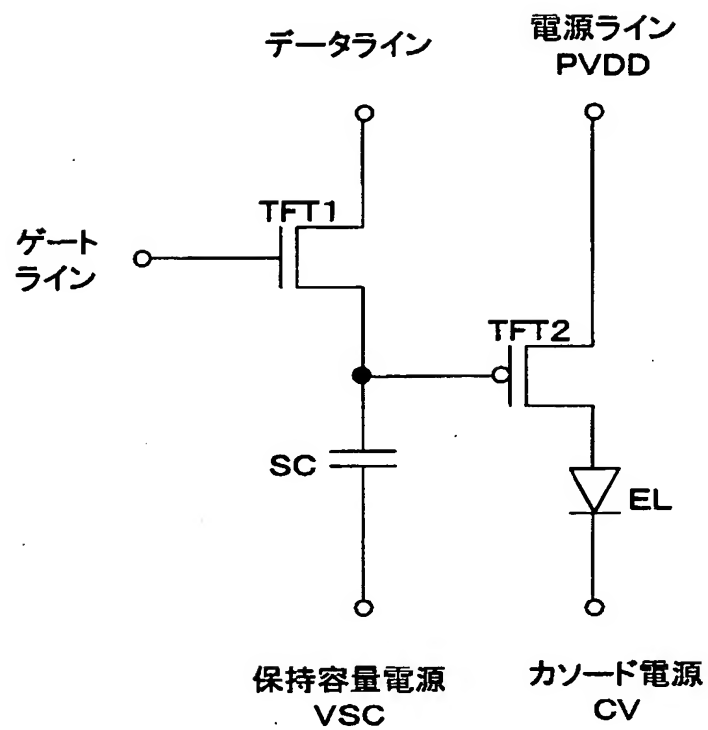 データライン
電源ライン
PVDD
TFT1
ゲート
ライン
TFT2
SC
EL
保持容量電源
VSC
カソード電源
CV